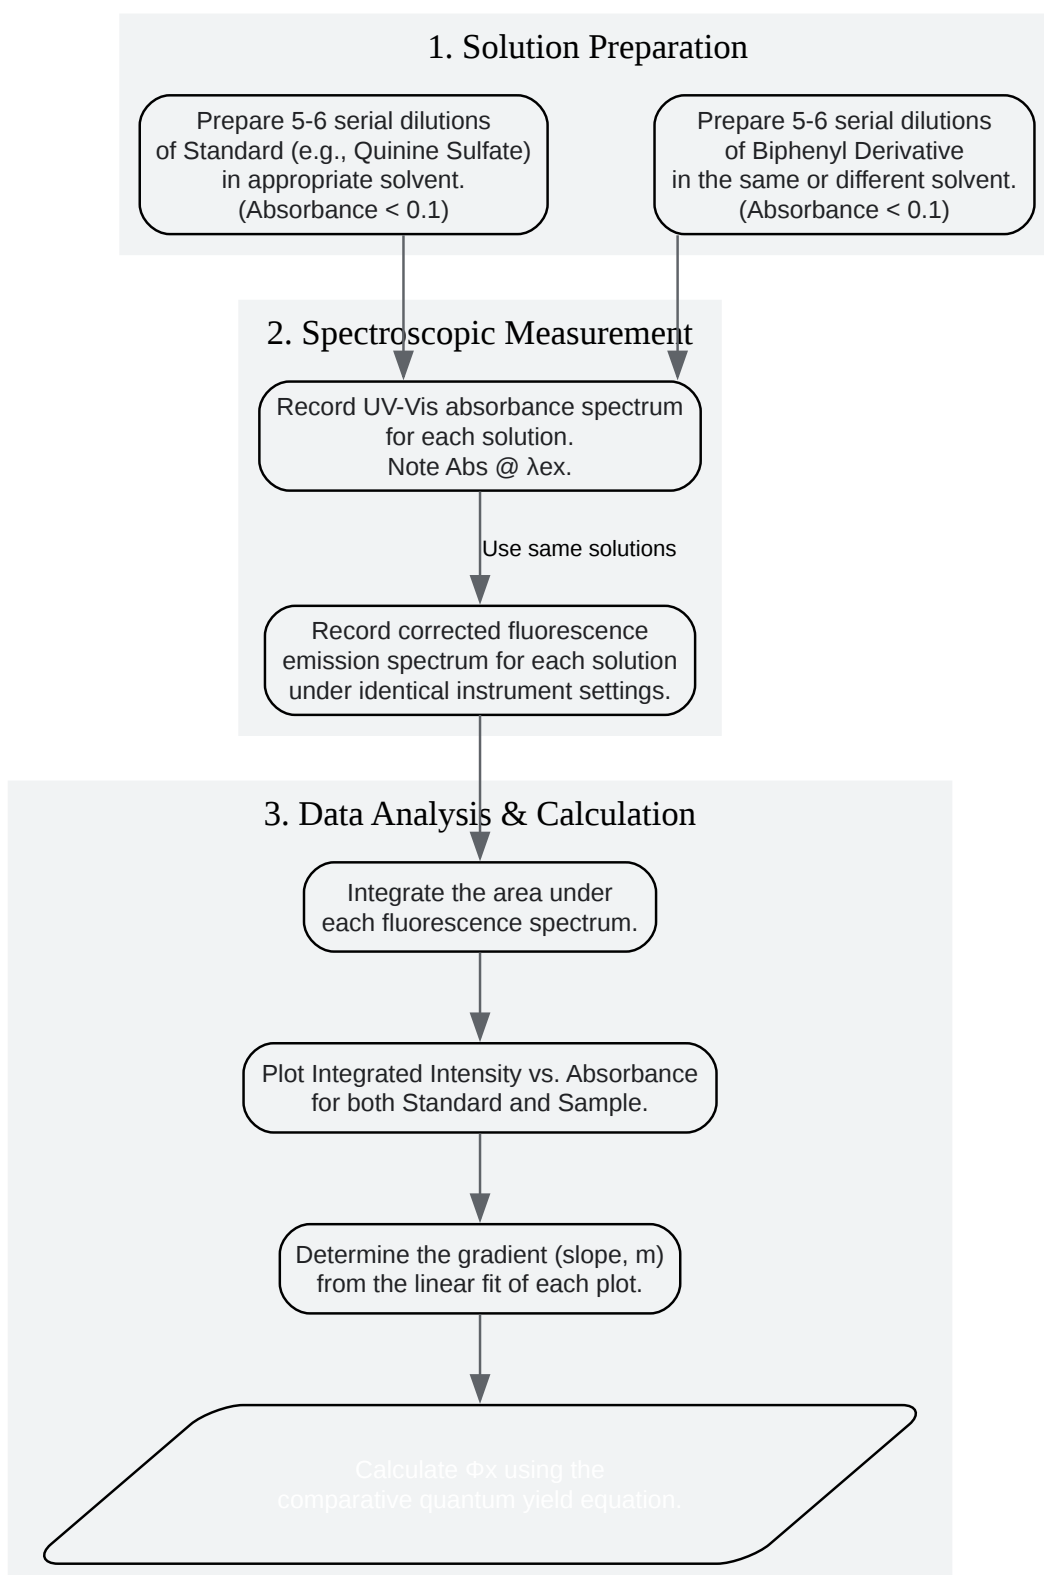 1. Solution Preparation
Prepare 5-6 serial dilutions
of Standard (e.g., Quinine Sulfate)
in appropriate solvent.
(Absorbance < 0.1)
Prepare 5-6 serial dilutions
of Biphenyl Derivative
in the same or different solvent.
(Absorbance < 0.1)
2. Spectroscopic Measurement
Record UV-Vis absorbance spectrum
for each solution.
Note Abs @ λex.
Use same solutions
Record corrected fluorescence
emission spectrum for each solution
under identical instrument settings.
3. Data Analysis & Calculation
Integrate the area under
each fluorescence spectrum.
Plot Integrated Intensity vs. Absorbance
for both Standard and Sample.
Determine the gradient (slope, m)
from the linear fit of each plot.
Calculate Φx using the
comparative quantum yield equation.